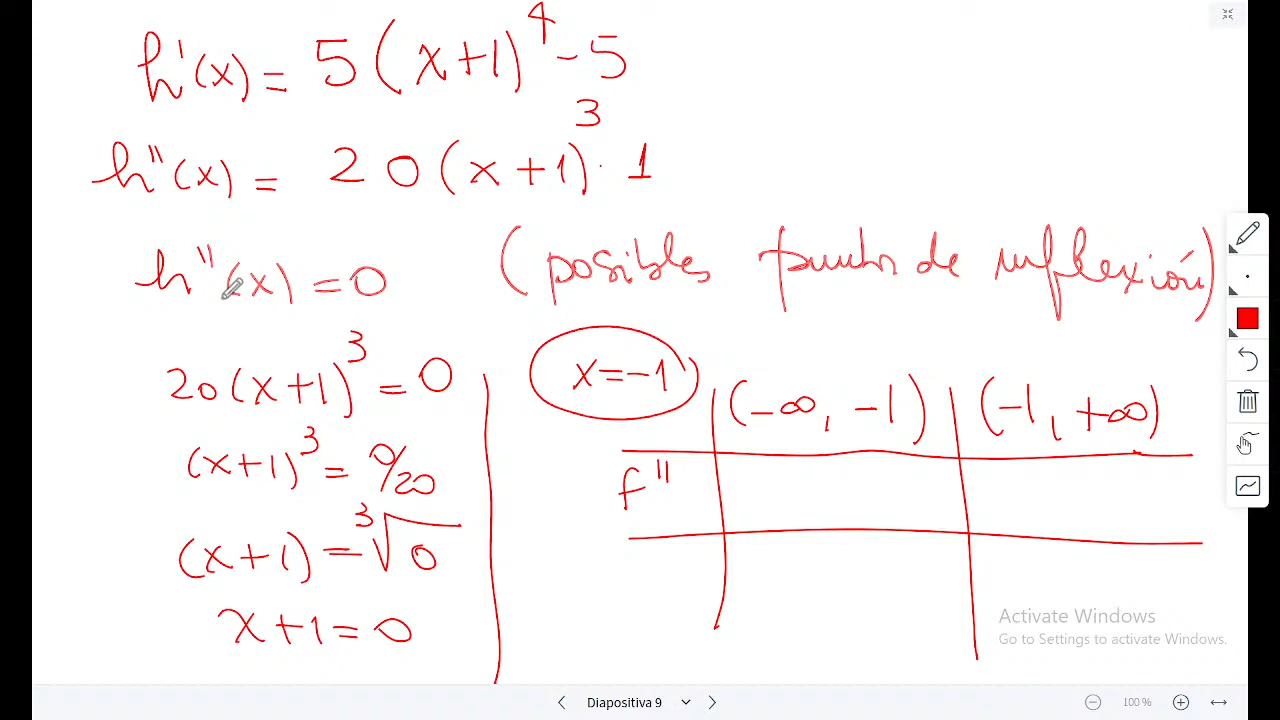 h'(x) = 5(x+1)^4 - 5
h''(x) = 20(x+1)^3 · 1
h''(x) = 0 (posibles puntos de inflexión)
20(x+1)^3 = 0
(x+1)^3 = 0/20
(x+1) = ∛0
x+1 = 0
x = -1
(-∞, -1) (-1, +∞)
f''
Activate Windows
Go to Settings to activate Windows.
Diapositiva 9
100 %